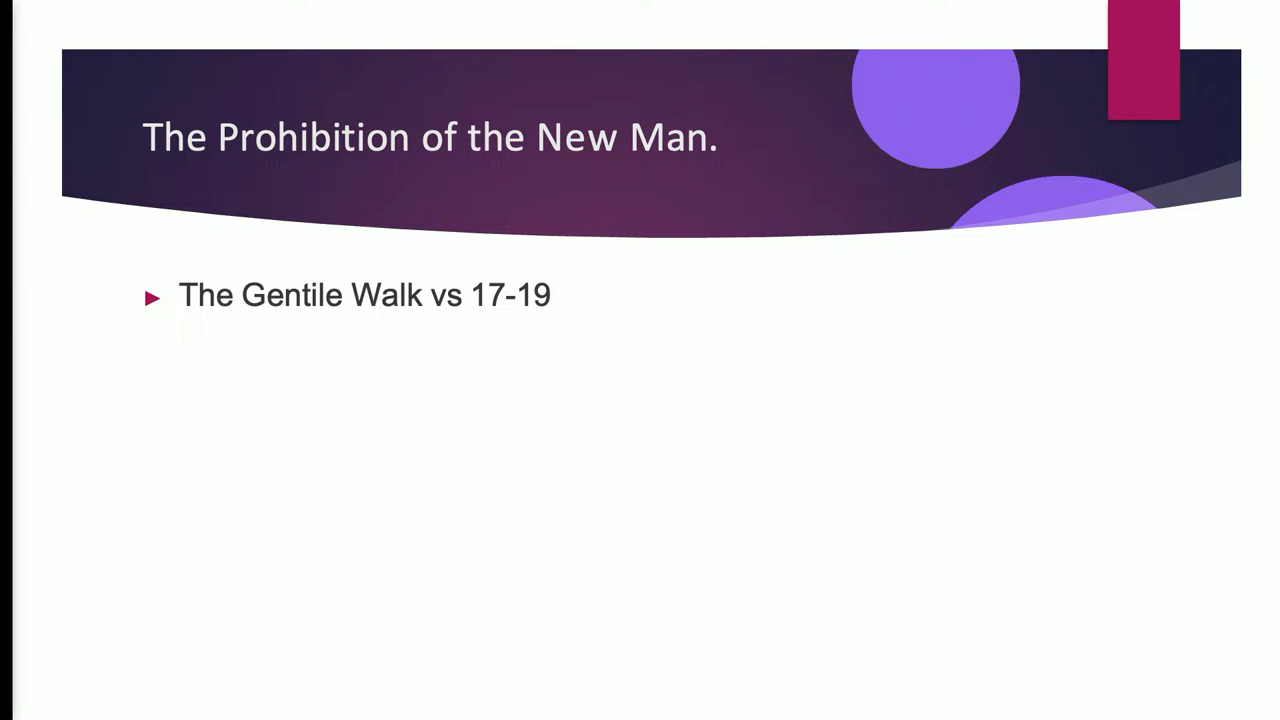 The Prohibition of the New Man.
The Gentile Walk vs 17-19